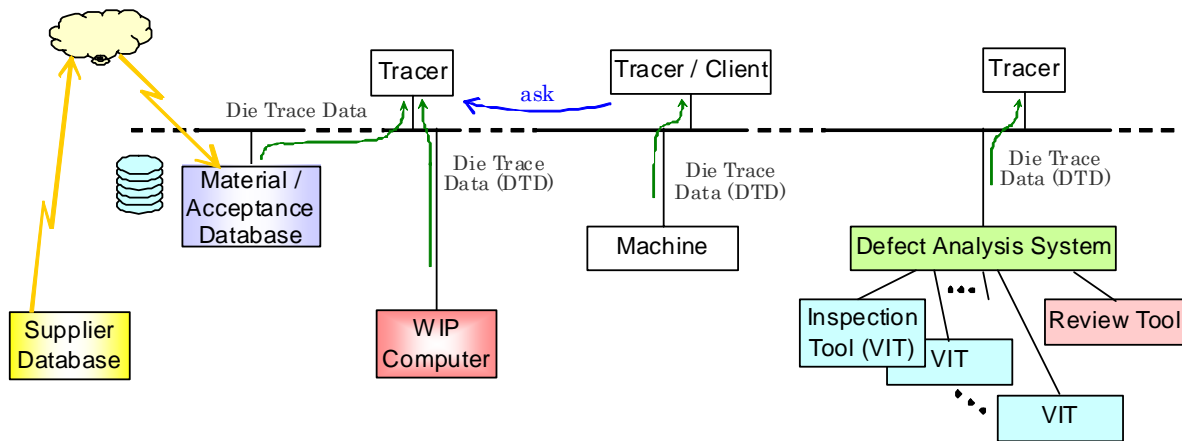 Tracer
Tracer / Client
Tracer
ask
Die Trace Data
Die Trace
Data (DTD)
Die Trace
Data (DTD)
Die Trace
Data (DTD)
Material /
Acceptance
Database
Machine
Defect Analysis System
Supplier
Database
WIP
Computer
Inspection
Tool (VIT)
Review Tool
VIT
VIT